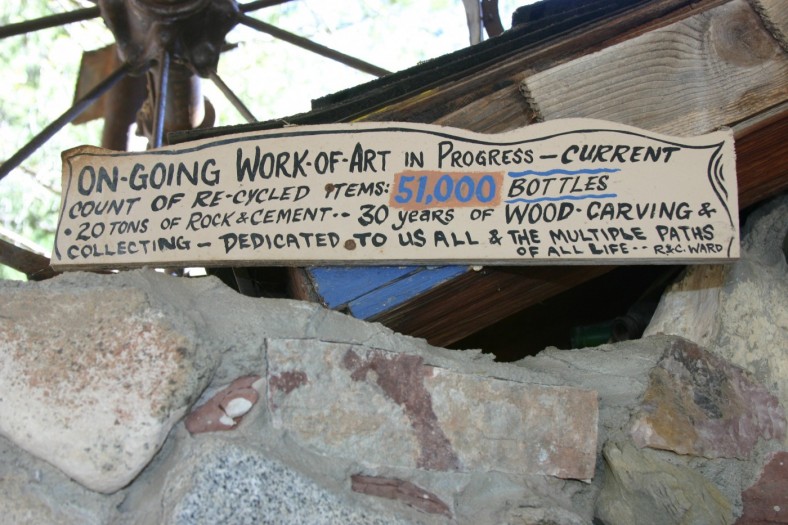 ON-GOING WORK-OF-ART IN PROGRESS - CURRENT
COUNT OF RE-CYCLED ITEMS: 51,000 BOTTLES
· 20 TONS OF ROCK & CEMENT -- 30 years of WOOD-CARVING &
COLLECTING - DEDICATED TO US ALL & THE MULTIPLE PATHS
OF ALL LIFE -- R.&C. WARD